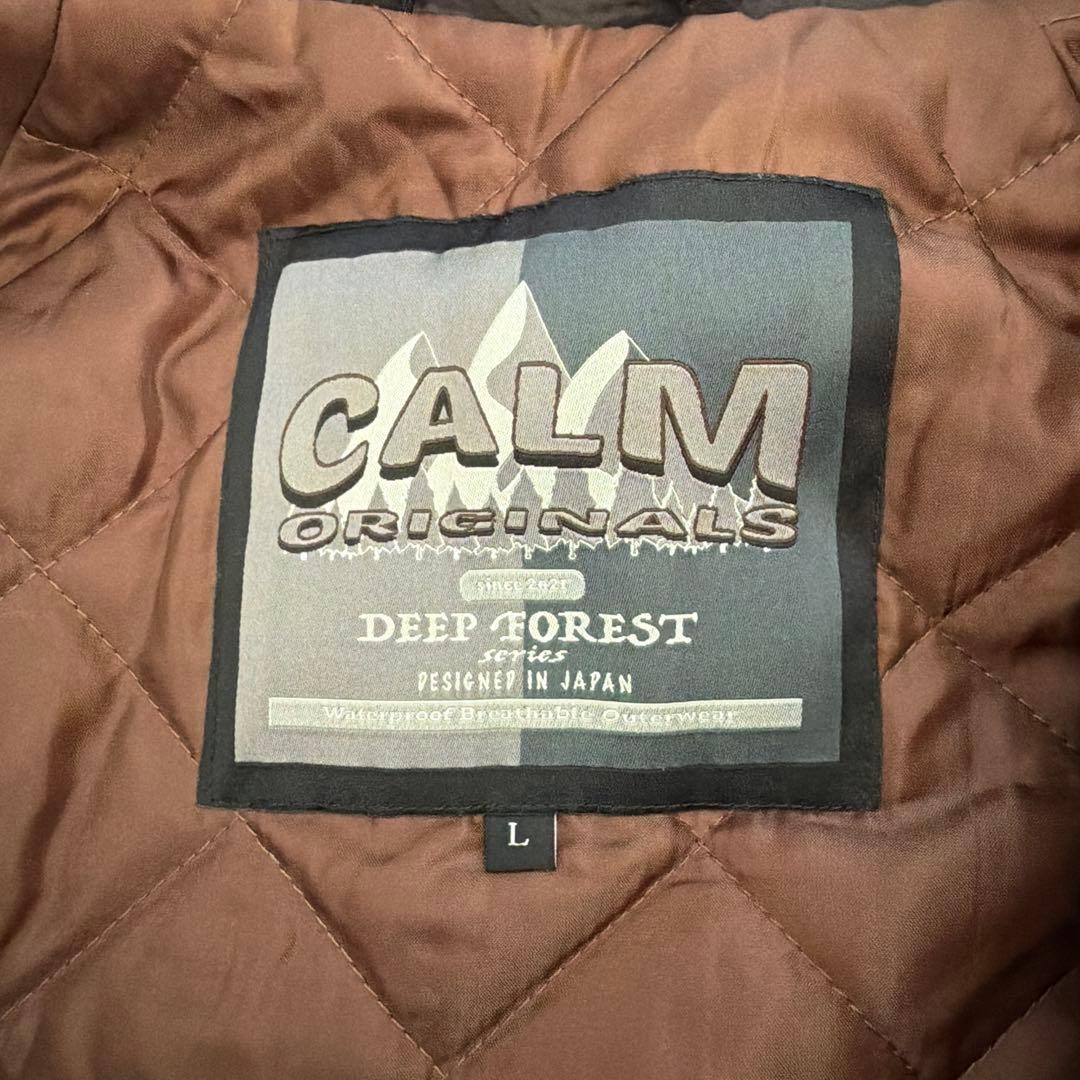 CALM
ORIGINALS
since 2021
DEEP FOREST
series
DESIGNED IN JAPAN
Waterproof Breathable Outerwear
L